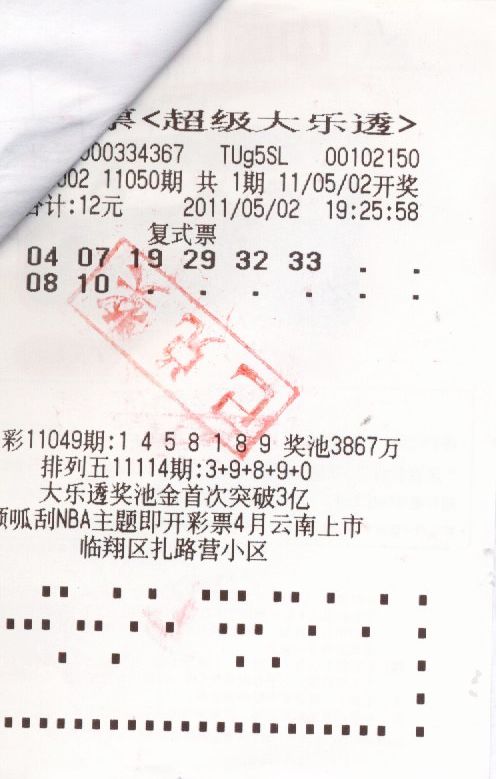 票<超级大乐透>
000334367 TUg5SL 00102150
002 11050期 共 1期 11/05/02开奖
合计:12元 2011/05/02 19:25:58
复式票
04 07 19 29 32 33 . .
08 10 . . . . . .
已兑奖
彩11049期:1 4 5 8 1 8 9 奖池3867万
排列五11114期:3+9+8+9+0
大乐透奖池金首次突破3亿
顶呱刮NBA主题即开彩票4月云南上市
临翔区扎路营小区